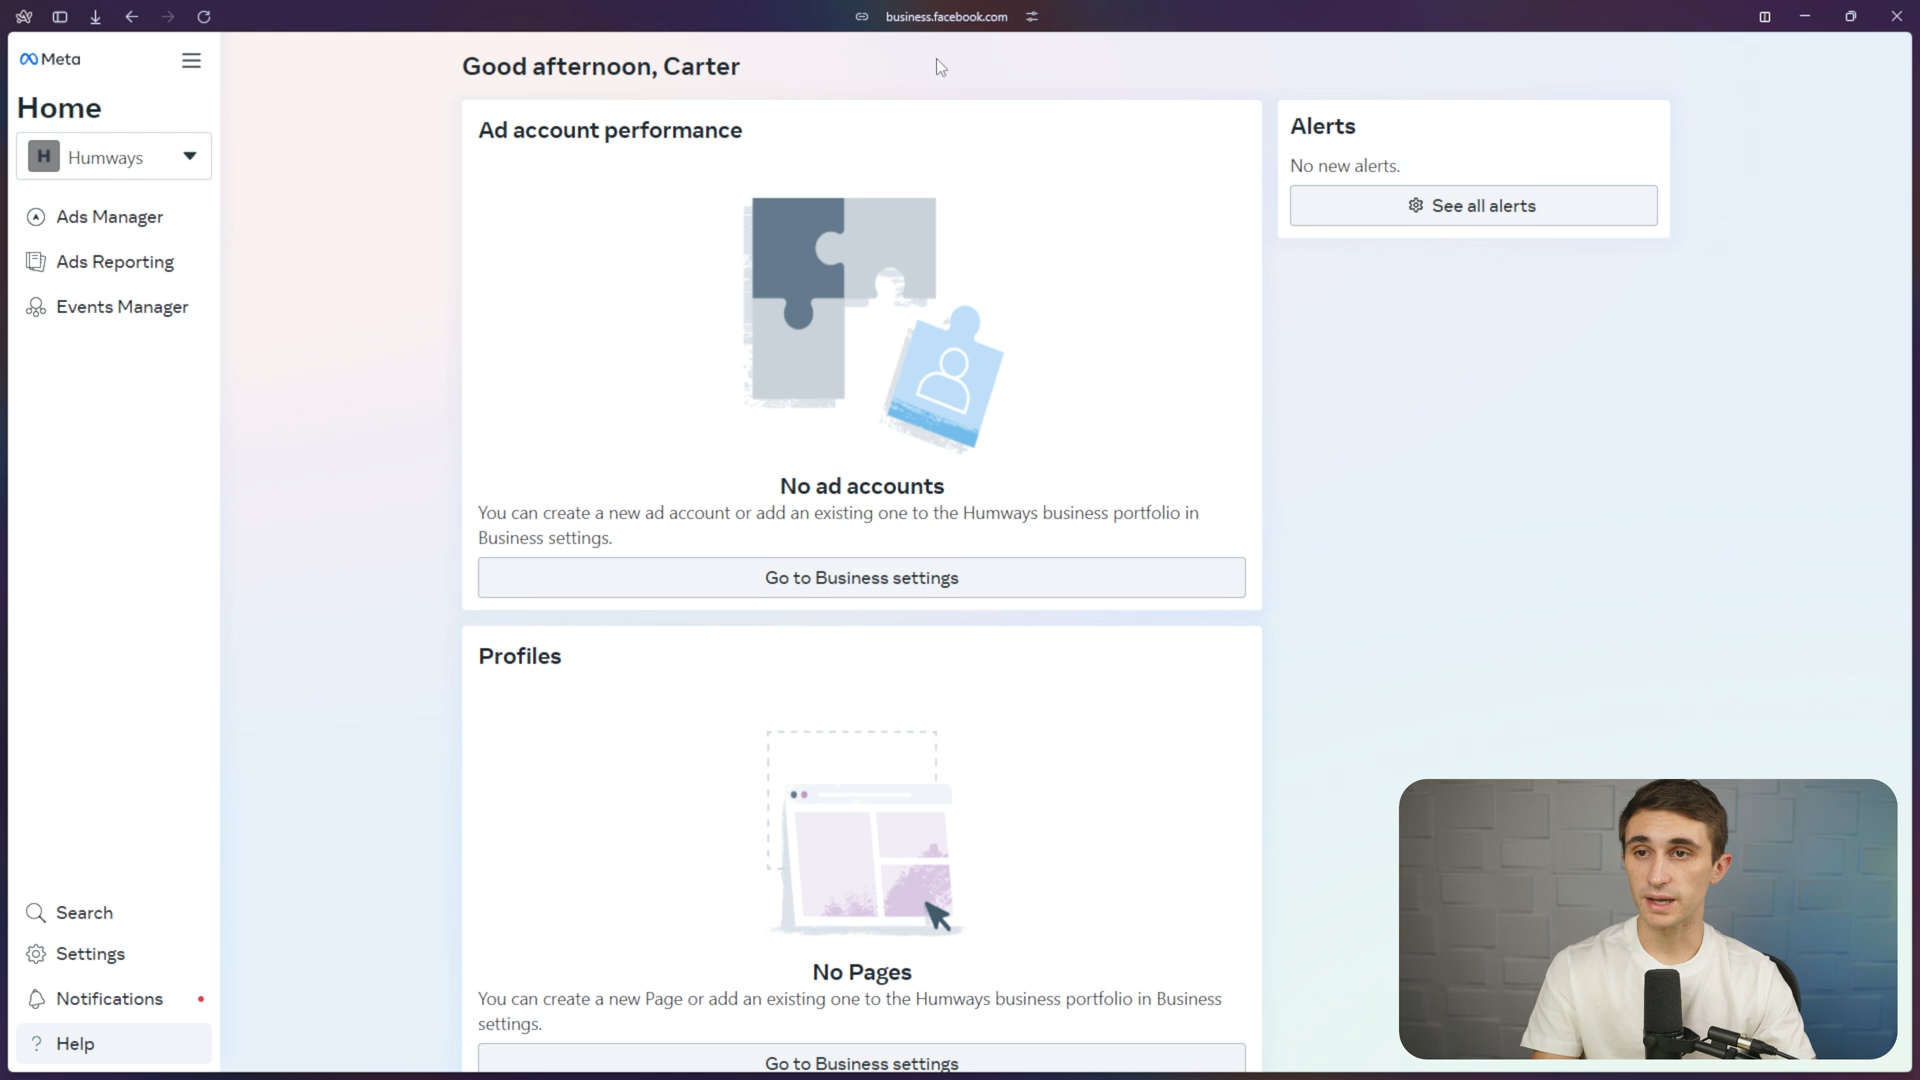 business.facebook.com
Meta
Home
H Humways
Ads Manager
Ads Reporting
Events Manager
Search
Settings
Notifications
? Help
Good afternoon, Carter
Ad account performance
No ad accounts
You can create a new ad account or add an existing one to the Humways business portfolio in
Business settings.
Go to Business settings
Profiles
No Pages
You can create a new Page or add an existing one to the Humways business portfolio in Business
settings.
Go to Business settings
Alerts
No new alerts.
See all alerts